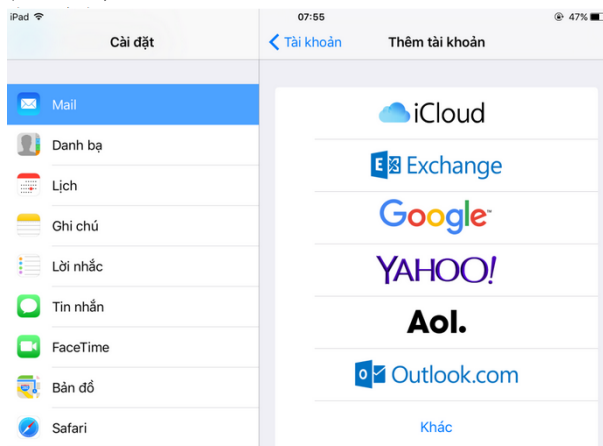 iPad 07:55 47%
Cài đặt
Tài khoản Thêm tài khoản
Mail
Danh bạ
Lịch
Ghi chú
Lời nhắc
Tin nhắn
FaceTime
Bản đồ
Safari
iCloud
E Exchange
Google
YAHOO!
Aol.
o Outlook.com
Khác